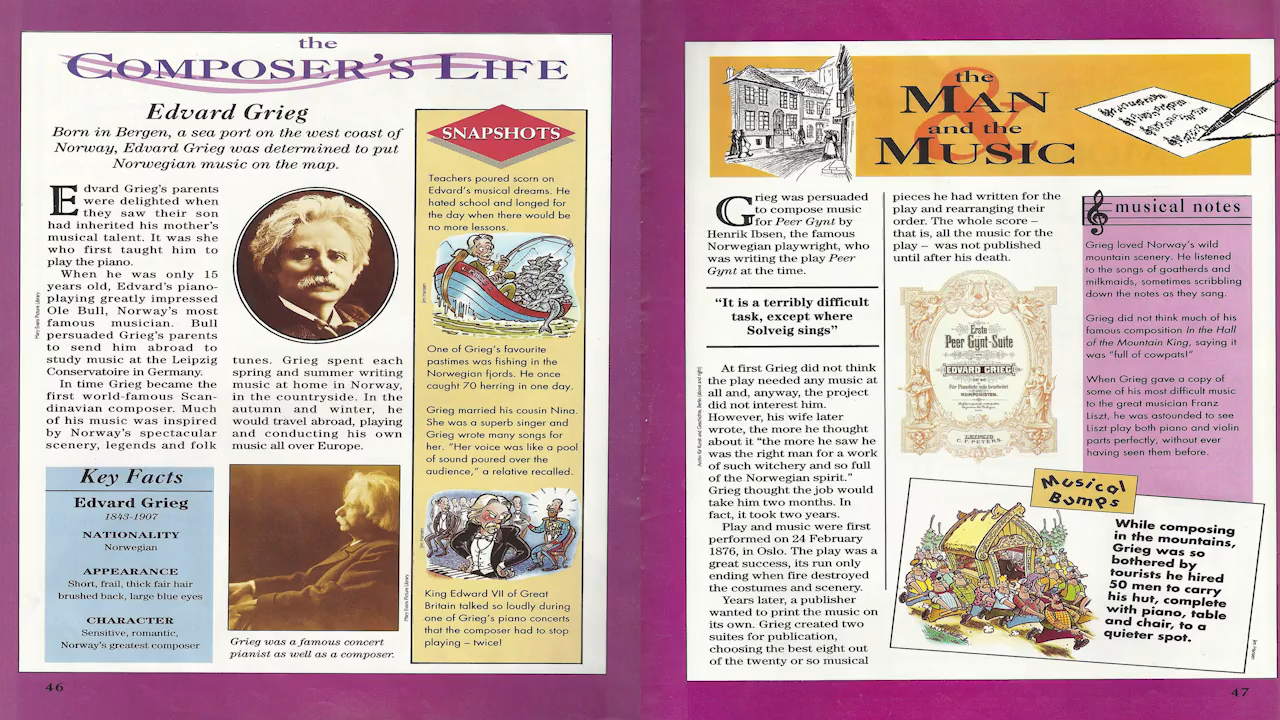 the
COMPOSER'S LIFE
Edvard Grieg
Born in Bergen, a sea port on the west coast of
Norway, Edvard Grieg was determined to put
Norwegian music on the map.
Edvard Grieg's parents
were delighted when
they saw their son
had inherited his mother's
musical talent. It was she
who first taught him to
play the piano.
When he was only 15
years old, Edvard's piano-
playing greatly impressed
Ole Bull, Norway's most
famous musician. Bull
persuaded Grieg's parents
to send him abroad to
study music at the Leipzig
Conservatoire in Germany.
In time Grieg became the
first world-famous Scan-
dinavian composer. Much
of his music was inspired
by Norway's spectacular
scenery, legends and folk
Mary Evans Picture Library
tunes. Grieg spent each
spring and summer writing
music at home in Norway,
in the countryside. In the
autumn and winter, he
would travel abroad, playing
and conducting his own
music all over Europe.
Key Facts
Edvard Grieg
1843-1907
NATIONALITY
Norwegian
APPEARANCE
Short, frail, thick fair hair
brushed back, large blue eyes
CHARACTER
Sensitive, romantic,
Norway's greatest composer
Mary Evans Picture Library
Grieg was a famous concert
pianist as well as a composer.
SNAPSHOTS
Teachers poured scorn on
Edvard's musical dreams. He
hated school and longed for
the day when there would be
no more lessons.
Jim Hansen
One of Grieg's favourite
pastimes was fishing in the
Norwegian fjords. He once
caught 70 herring in one day.
Grieg married his cousin Nina.
She was a superb singer and
Grieg wrote many songs for
her. "Her voice was like a pool
of sound poured over the
audience," a relative recalled.
King Edward VII of Great
Britain talked so loudly during
one of Grieg's piano concerts
that the composer had to stop
playing – twice!
46
the
MAN
&
and the
MUSIC
Grieg was persuaded
to compose music
for Peer Gynt by
Henrik Ibsen, the famous
Norwegian playwright, who
was writing the play Peer
Gynt at the time.
"It is a terribly difficult
task, except where
Solveig sings"
At first Grieg did not think
the play needed any music at
all and, anyway, the project
did not interest him.
However, his wife later
wrote, the more he thought
about it "the more he saw he
was the right man for a work
of such witchery and so full
of the Norwegian spirit."
Grieg thought the job would
take him two months. In
fact, it took two years.
Play and music were first
performed on 24 February
1876, in Oslo. The play was a
great success, its run only
ending when fire destroyed
the costumes and scenery.
Years later, a publisher
wanted to print the music on
its own. Grieg created two
suites for publication,
choosing the best eight out
of the twenty or so musical
pieces he had written for the
play and rearranging their
order. The whole score –
that is, all the music for the
play – was not published
until after his death.
Erste
Peer Gynt-Suite
EDVARD GRIEG
KOMPONISTEN.
LEIPZIG
C. F. PETERS.
musical notes
Grieg loved Norway's wild
mountain scenery. He listened
to the songs of goatherds and
milkmaids, sometimes scribbling
down the notes as they sang.
Grieg did not think much of his
famous composition In the Hall
of the Mountain King, saying it
was "full of cowpats!"
When Grieg gave a copy of
some of his most difficult music
to the great musician Franz
Liszt, he was astounded to see
Liszt play both piano and violin
parts perfectly, without ever
having seen them before.
Musical
Bumps
While composing
in the mountains,
Grieg was so
bothered by
tourists he hired
50 men to carry
his hut, complete
with piano, table
and chair, to a
quieter spot.
Jim Hansen
47